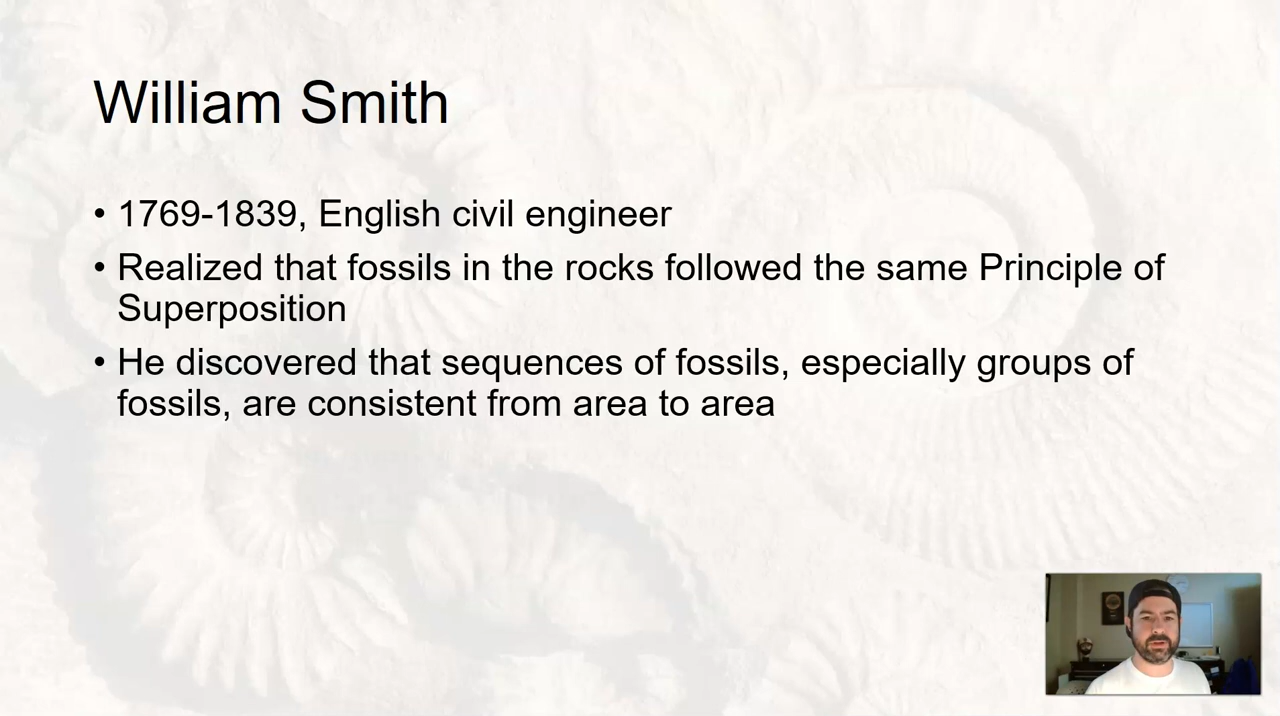 William Smith
• 1769-1839, English civil engineer
• Realized that fossils in the rocks followed the same Principle of
Superposition
• He discovered that sequences of fossils, especially groups of
fossils, are consistent from area to area